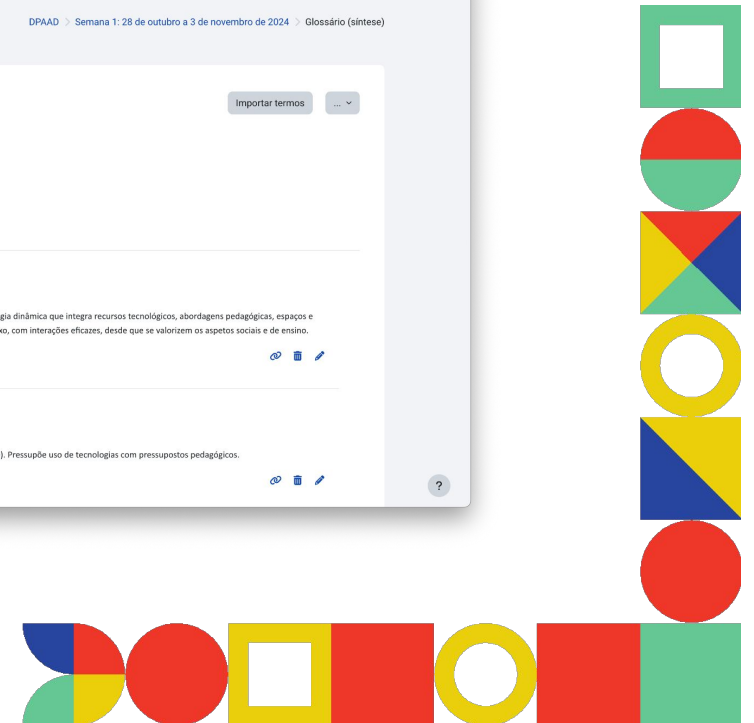 DPAAD > Semana 1: 28 de outubro a 3 de novembro de 2024 > Glossário (síntese)
Importar termos ...
gia dinâmica que integra recursos tecnológicos, abordagens pedagógicas, espaços e
xo, com interações eficazes, desde que se valorizem os aspetos sociais e de ensino.
). Pressupõe uso de tecnologias com pressupostos pedagógicos.
?